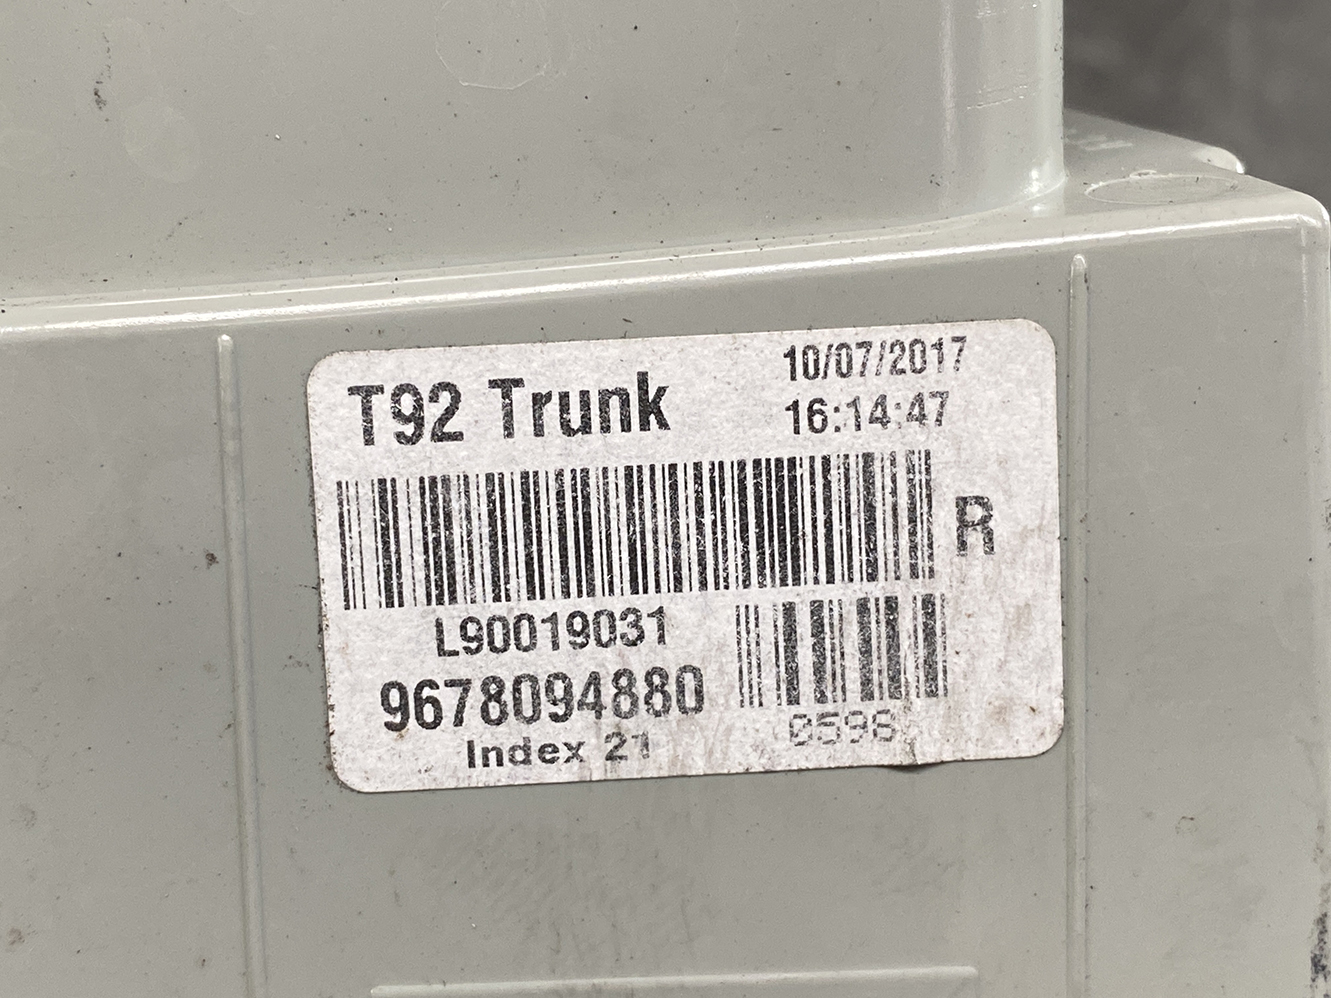 T92 Trunk
10/07/2017
16:14:47
R
L90019031
9678094880
Index 21
0596